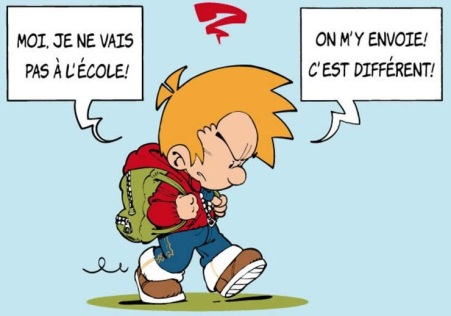 MOI, JE NE VAIS
PAS À L'ÉCOLE!
ON M'Y ENVOIE!
C'EST DIFFÉRENT!